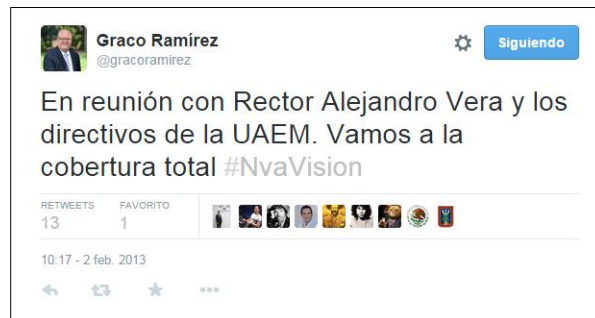 Graco Ramírez
@gracoramirez
Siguiendo
En reunión con Rector Alejandro Vera y los
directivos de la UAEM. Vamos a la
cobertura total #NvaVision
RETWEETS FAVORITO
13 1
10:17 - 2 feb. 2013